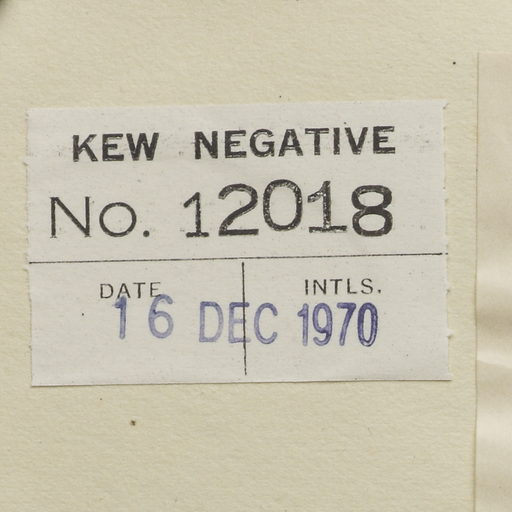 KEW NEGATIVE
No. 12018
DATE INTLS.
16 DEC 1970